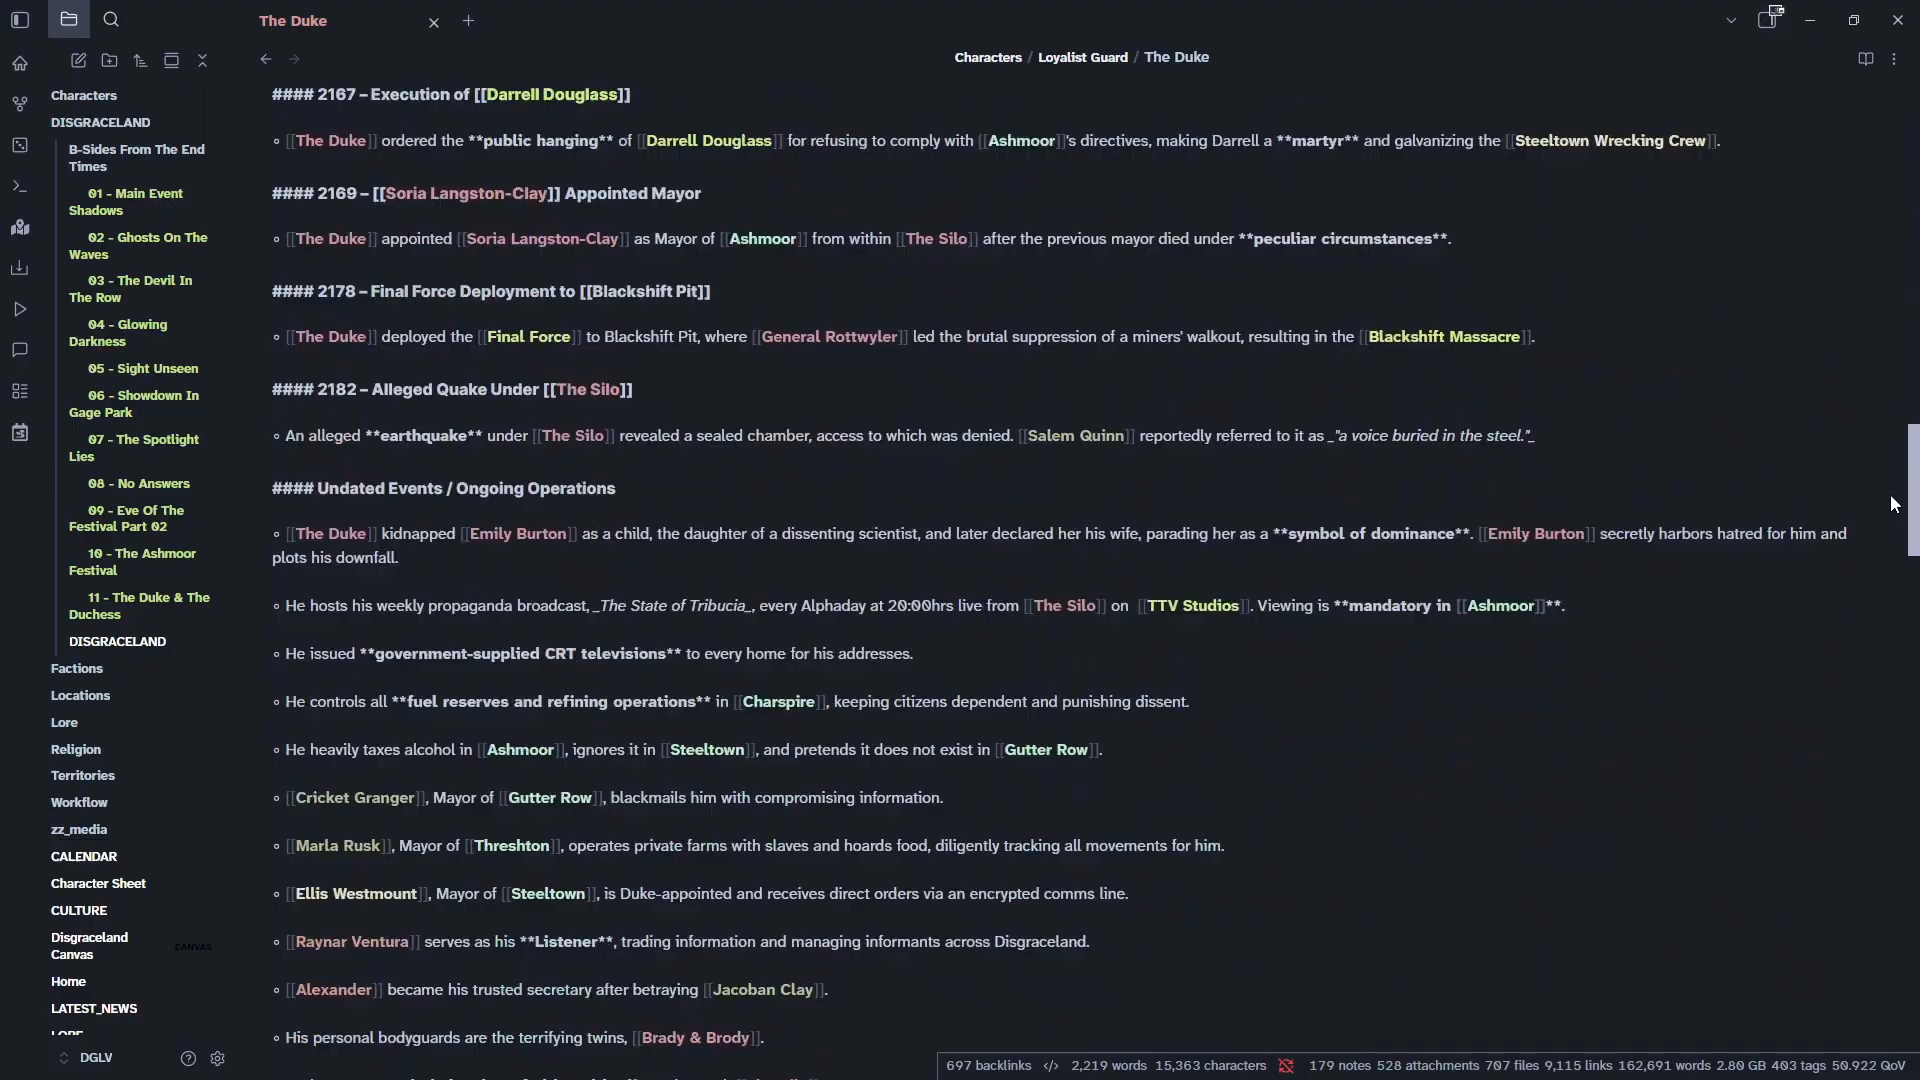 The Duke
Characters / Loyalist Guard / The Duke
Characters
DISGRACELAND
B-Sides From The End
Times
01 - Main Event
Shadows
02 - Ghosts On The
Waves
03 - The Devil In
The Row
04 - Glowing
Darkness
05 - Sight Unseen
06 - Showdown In
Gage Park
07 - The Spotlight
Lies
08 - No Answers
09 - Eve Of The
Festival Part 02
10 - The Ashmoor
Festival
11 - The Duke & The
Duchess
DISGRACELAND
Factions
Locations
Lore
Religion
Territories
Workflow
zz_media
CALENDAR
Character Sheet
CULTURE
Disgraceland
Canvas
CANVAS
Home
LATEST_NEWS
LORE
DGLV
#### 2167 – Execution of [[Darrell Douglass]]
◦ [[The Duke]] ordered the **public hanging** of [[Darrell Douglass]] for refusing to comply with [[Ashmoor]]'s directives, making Darrell a **martyr** and galvanizing the [[Steeltown Wrecking Crew]].
#### 2169 – [[Soria Langston-Clay]] Appointed Mayor
◦ [[The Duke]] appointed [[Soria Langston-Clay]] as Mayor of [[Ashmoor]] from within [[The Silo]] after the previous mayor died under **peculiar circumstances**.
#### 2178 – Final Force Deployment to [[Blackshift Pit]]
◦ [[The Duke]] deployed the [[Final Force]] to Blackshift Pit, where [[General Rottwyler]] led the brutal suppression of a miners' walkout, resulting in the [[Blackshift Massacre]].
#### 2182 – Alleged Quake Under [[The Silo]]
◦ An alleged **earthquake** under [[The Silo]] revealed a sealed chamber, access to which was denied. [[Salem Quinn]] reportedly referred to it as _"a voice buried in the steel."_
#### Undated Events / Ongoing Operations
◦ [[The Duke]] kidnapped [[Emily Burton]] as a child, the daughter of a dissenting scientist, and later declared her his wife, parading her as a **symbol of dominance**. [[Emily Burton]] secretly harbors hatred for him and
plots his downfall.
◦ He hosts his weekly propaganda broadcast, _The State of Tribucia_, every Alphaday at 20:00hrs live from [[The Silo]] on [[TTV Studios]]. Viewing is **mandatory in [[Ashmoor]]**.
◦ He issued **government-supplied CRT televisions** to every home for his addresses.
◦ He controls all **fuel reserves and refining operations** in [[Charspire]], keeping citizens dependent and punishing dissent.
◦ He heavily taxes alcohol in [[Ashmoor]], ignores it in [[Steeltown]], and pretends it does not exist in [[Gutter Row]].
◦ [[Cricket Granger]], Mayor of [[Gutter Row]], blackmails him with compromising information.
◦ [[Marla Rusk]], Mayor of [[Threshton]], operates private farms with slaves and hoards food, diligently tracking all movements for him.
◦ [[Ellis Westmount]], Mayor of [[Steeltown]], is Duke-appointed and receives direct orders via an encrypted comms line.
◦ [[Raynar Ventura]] serves as his **Listener**, trading information and managing informants across Disgraceland.
◦ [[Alexander]] became his trusted secretary after betraying [[Jacoban Clay]].
◦ His personal bodyguards are the terrifying twins, [[Brady & Brody]].
697 backlinks </> 2,219 words 15,363 characters 179 notes 528 attachments 707 files 9,115 links 162,691 words 2.80 GB 403 tags 50.922 QoV